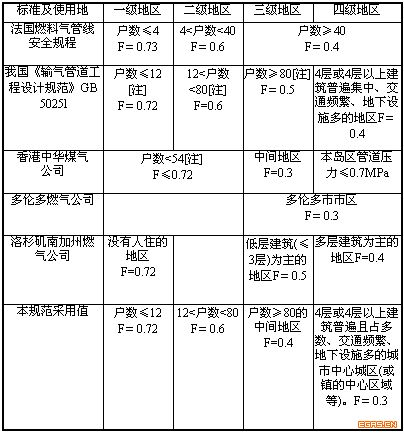 标准及使用地 一级地区 二级地区 三级地区 四级地区
法国燃料气管线 户数≤4 4<户数<40 户数≥40
安全规程 F= 0.73 F= 0.6 F= 0.4
我国《输气管道工 户数≤12 12<户数 户数≥80[注] 4层或4层以上建
程设计规范》GB [注] <80[注] F= 0.5 筑普遍集中、交
50251 F= 0.72 F=0.6 通频繁、地下设
施多的地区F=
0.4
香港中华煤气 户数<54[注] 中间地区 本岛区管道压
公司 F≤0.72 F=0.3 力≤0.7MPa
多伦多燃气公司 多伦多市市区
F= 0.3
洛杉矶南加州燃 没有人住的 低层建筑(≤ 多层建筑为主的
气公司 地区 3层)为主的 地区F=0.4
F=0.72 地区F= 0.5
本规范采用值 户数≤12 12<户数<80 户数≥80的 4层或4层以上建
F= 0.72 F= 0.6 中间地区 筑普遍且占多
F=0.4 数、交通频繁、
地下设施多的城
市中心城区(或
镇的中心区域
等)。F= 0.3
EGAS.CN